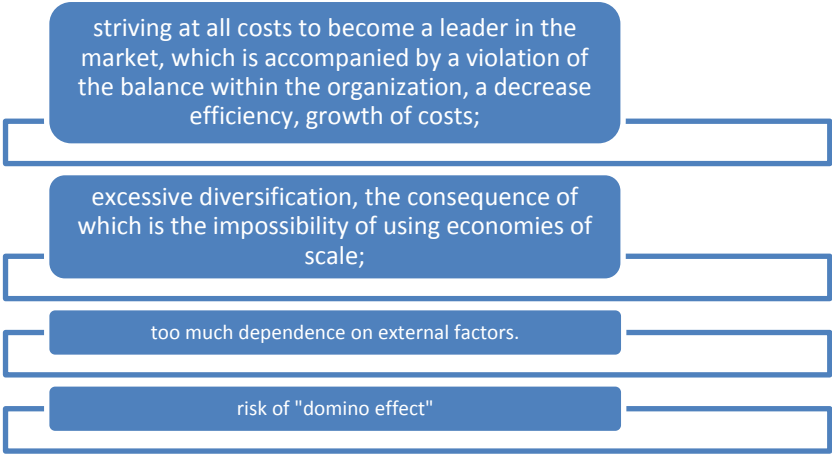 striving at all costs to become a leader in the
market, which is accompanied by a violation of
the balance within the organization, a decrease
efficiency, growth of costs;
excessive diversification, the consequence of
which is the impossibility of using economies of
scale;
too much dependence on external factors.
risk of "domino effect"